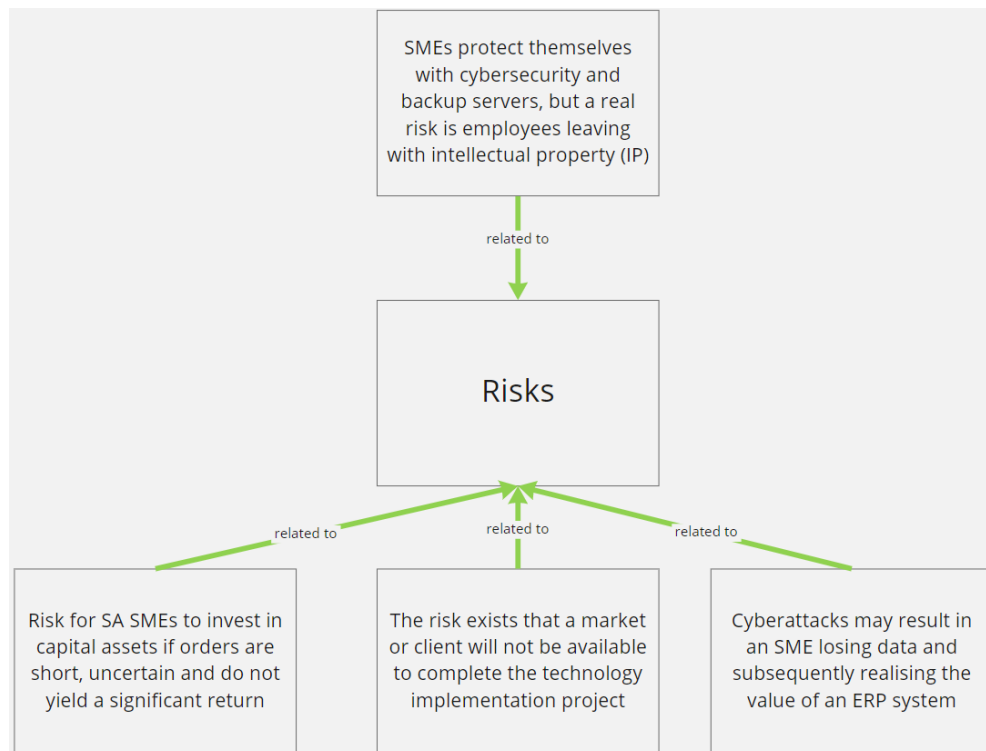 SMEs protect themselves
with cybersecurity and
backup servers, but a real
risk is employees leaving
with intellectual property (IP)
related to
Risks
related to
related to
related to
Risk for SA SMEs to invest in
capital assets if orders are
short, uncertain and do not
yield a significant return
The risk exists that a market
or client will not be available
to complete the technology
implementation project
Cyberattacks may result in
an SME losing data and
subsequently realising the
value of an ERP system